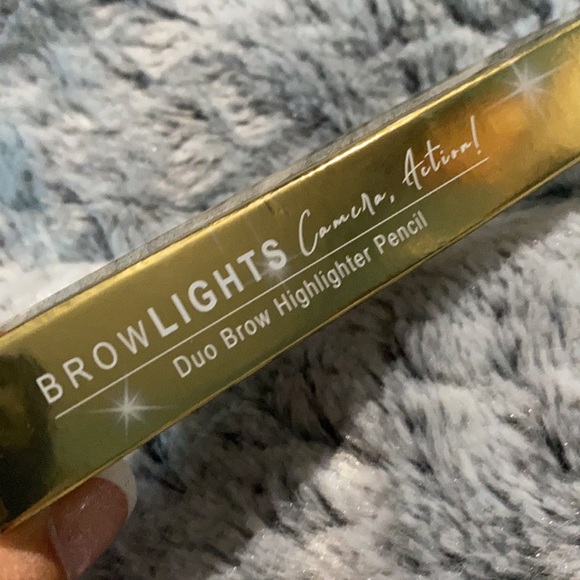 BROWLIGHTS Camera, Action!
Duo Brow Highlighter Pencil